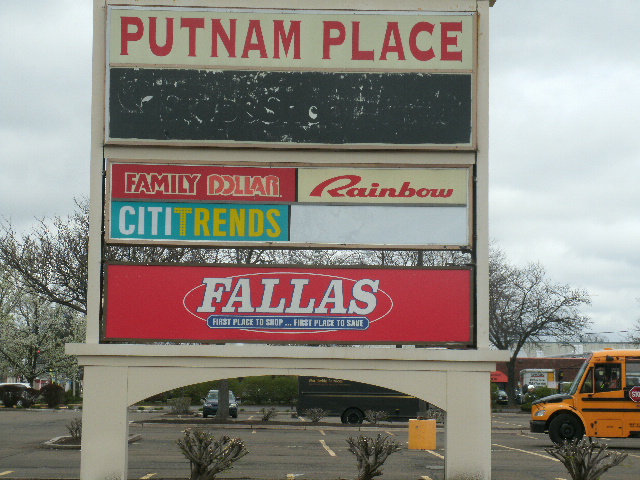 PUTNAM PLACE
FAMILY DOLLAR
Rainbow
CITITRENDS
FALLAS
FIRST PLACE TO SHOP ... FIRST PLACE TO SAVE